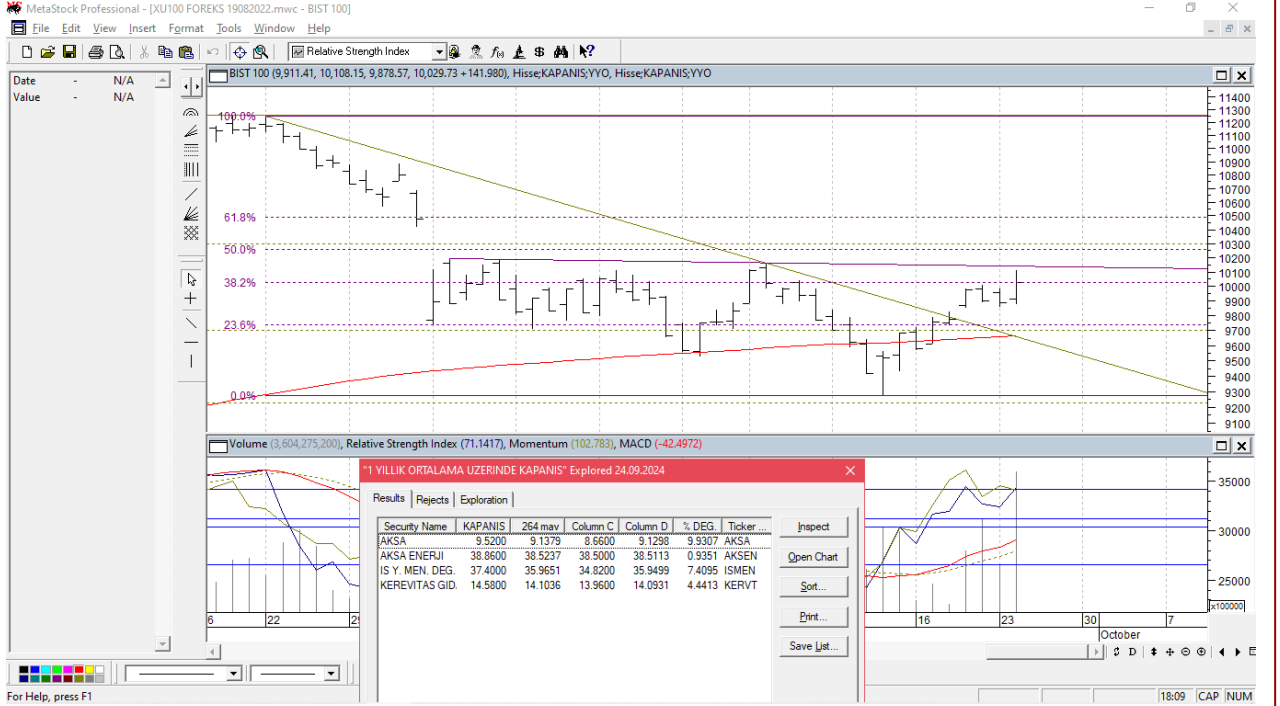 MetaStock Professional - [XU100 FOREKS 19082022.mwc - BIST 100]
File Edit View Insert Format Tools Window Help
Relative Strength Index
Date - N/A
Value - N/A
BIST 100 (9,911.41, 10,108.15, 9,878.57, 10,029.73 +141.980), Hisse;KAPANIS;YYO, Hisse;KAPANIS;YYO
100.0%
61.8%
50.0%
38.2%
23.6%
0.0%
11400
11300
11200
11100
11000
10900
10800
10700
10600
10500
10400
10300
10200
10100
10000
9900
9800
9700
9600
9500
9400
9300
9200
9100
Volume (3,604,275,200), Relative Strength Index (71.1417), Momentum (102.783), MACD (-42.4972)
35000
30000
25000
x100000
"1 YILLIK ORTALAMA UZERINDE KAPANIS" Explored 24.09.2024
Results Rejects Exploration
Security Name KAPANIS 264 mav Column C Column D % DEG. Ticker ...
AKSA 9.5200 9.1379 8.6600 9.1298 9.9307 AKSA
AKSA ENERJI 38.8600 38.5237 38.5000 38.5113 0.9351 AKSEN
IS Y. MEN. DEG. 37.4000 35.9651 34.8200 35.9499 7.4095 ISMEN
KEREVITAS GID. 14.5800 14.1036 13.9600 14.0931 4.4413 KERVT
Inspect
Open Chart
Sort...
Print...
Save List...
6 22 29 16 23 30 7
October
D
For Help, press F1
18:09 CAP NUM